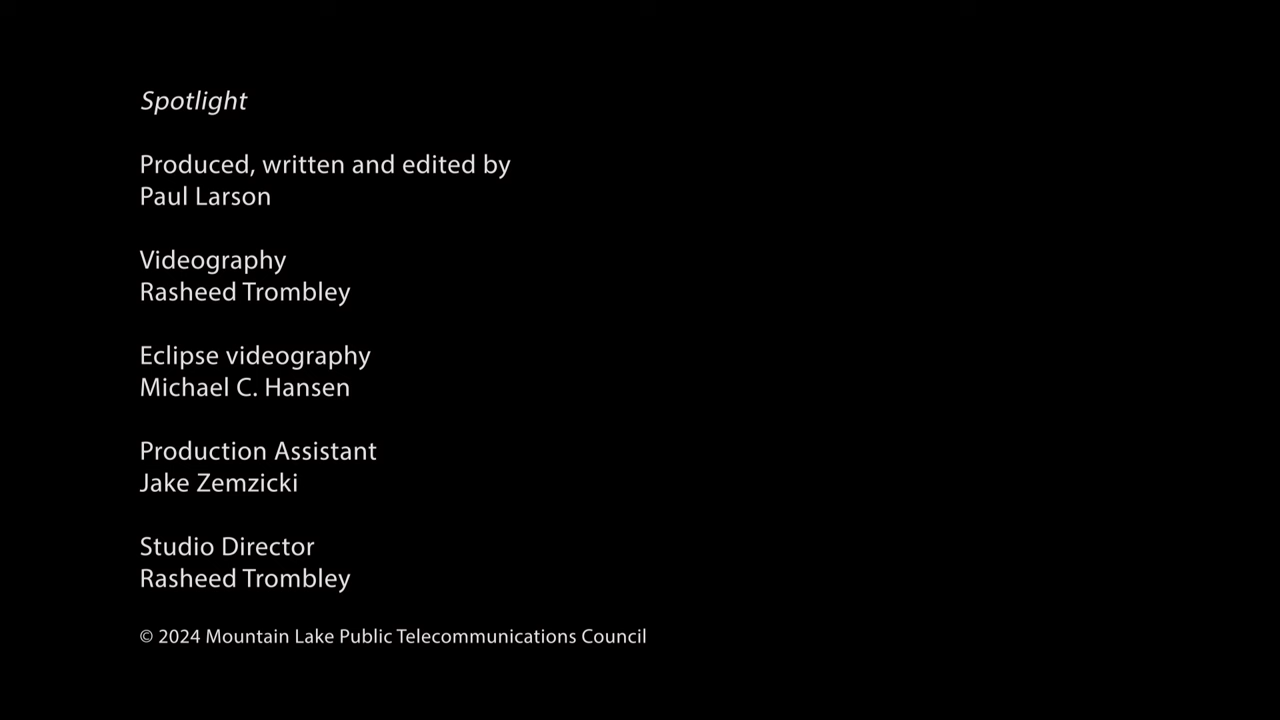 Spotlight
Produced, written and edited by
Paul Larson
Videography
Rasheed Trombley
Eclipse videography
Michael C. Hansen
Production Assistant
Jake Zemzicki
Studio Director
Rasheed Trombley
© 2024 Mountain Lake Public Telecommunications Council